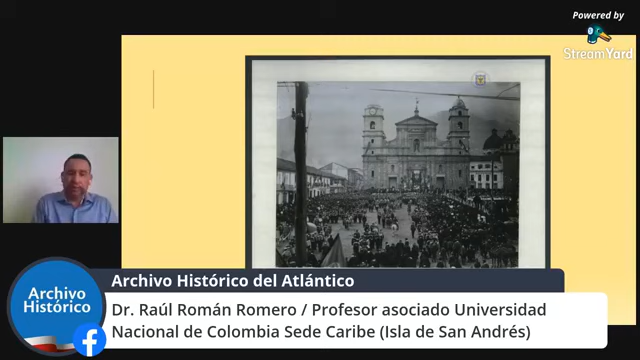 Powered by
StreamYard
Archivo Histórico del Atlántico
Archivo
Histórico
Dr. Raúl Román Romero / Profesor asociado Universidad
Nacional de Colombia Sede Caribe (Isla de San Andrés)